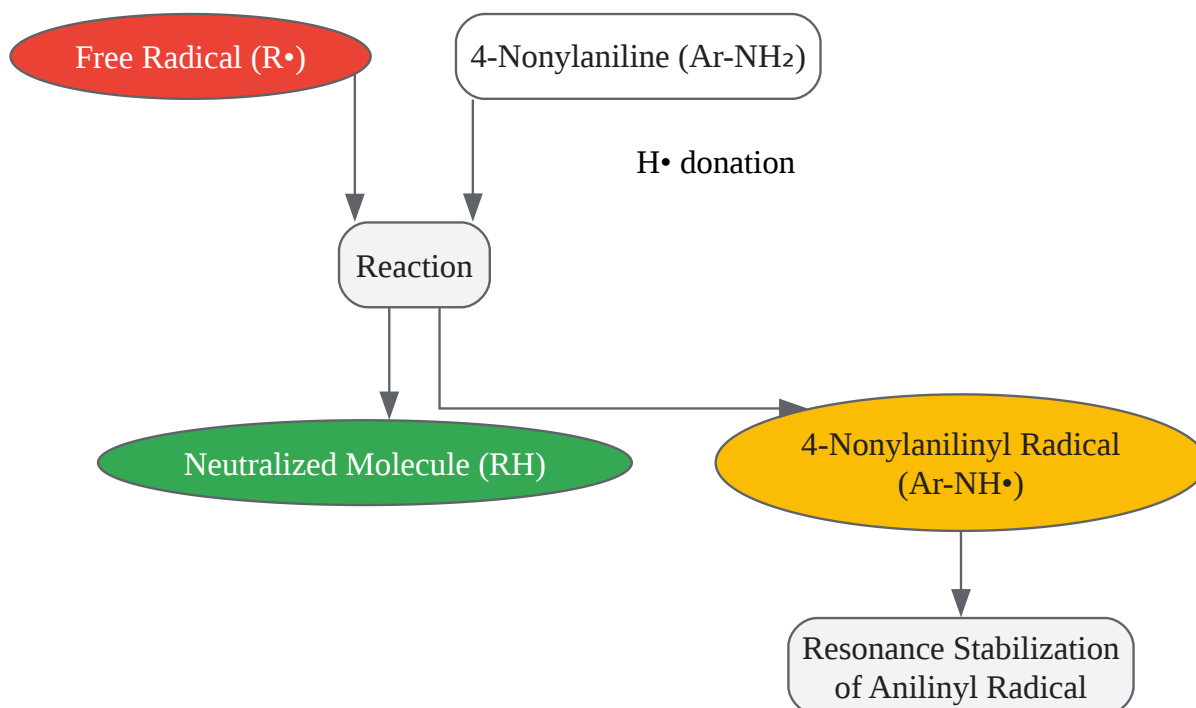 Free Radical (R•)
4-Nonylaniline (Ar-NH₂)
H• donation
Reaction
Neutralized Molecule (RH)
4-Nonylanilinyl Radical
(Ar-NH•)
Resonance Stabilization
of Anilinyl Radical